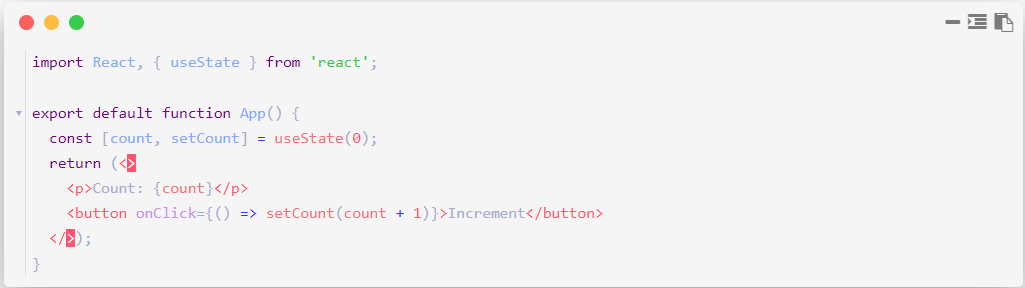 import React, { useState } from 'react';

export default function App() {
  const [count, setCount] = useState(0);
  return (<>
    <p>Count: {count}</p>
    <button onClick={() => setCount(count + 1)}>Increment</button>
  </>);
}